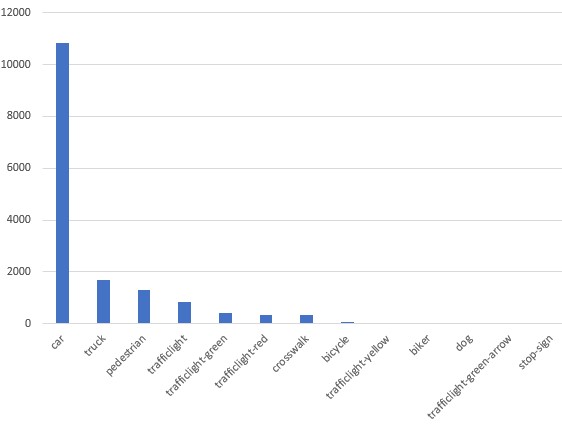 12000
10000
8000
6000
4000
2000
0
car
truck
pedestrian
trafficlight
trafficlight-green
trafficlight-red
crosswalk
bicycle
trafficlight-yellow
biker
dog
trafficlight-green-arrow
stop-sign